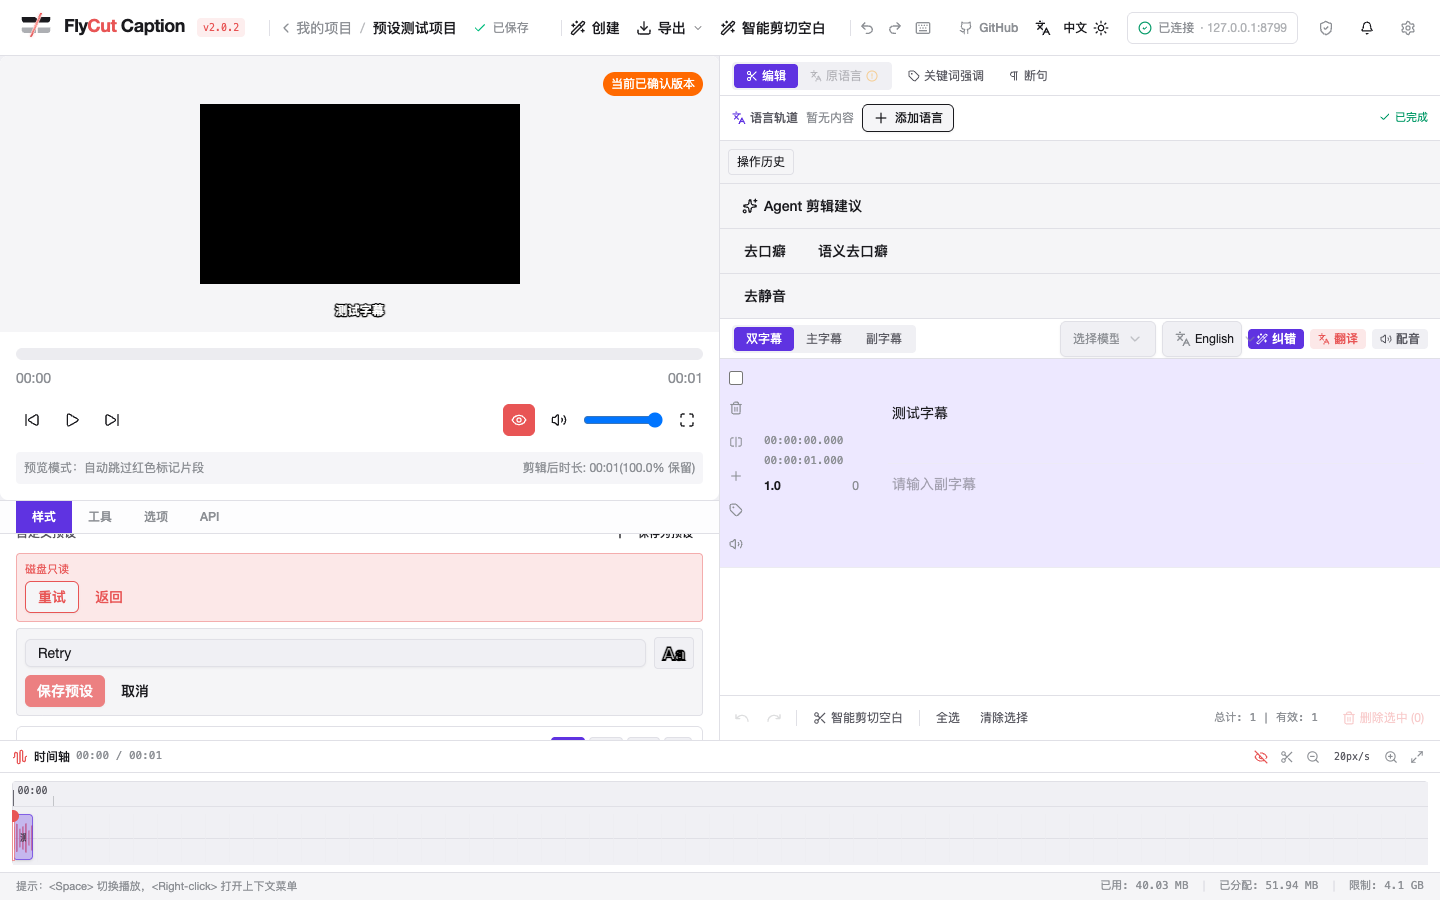 FlyCut Caption v2.0.2 我的项目 / 预设测试项目 已保存 创建 导出 智能剪切空白 GitHub 中文 已连接 · 127.0.0.1:8799
当前已确认版本
测试字幕
00:00 00:01
预览模式：自动跳过红色标记片段 剪辑后时长: 00:01(100.0% 保留)
样式 工具 选项 API
自定义预设 保存为预设
磁盘只读
重试 返回
Retry Aa
保存预设 取消
编辑 原语言 关键词强调 断句
语言轨道 暂无内容 添加语言 已完成
操作历史
Agent 剪辑建议
去口癖 语义去口癖
去静音
双字幕 主字幕 副字幕 选择模型 English 纠错 翻译 配音
测试字幕
00:00:00.000
00:00:01.000
1.0 0 请输入副字幕
智能剪切空白 全选 清除选择 总计: 1 | 有效: 1 删除选中 (0)
时间轴 00:00 / 00:01 20px/s
00:00
提示：<Space> 切换播放，<Right-click> 打开上下文菜单 已用: 40.03 MB 已分配: 51.94 MB 限制: 4.1 GB